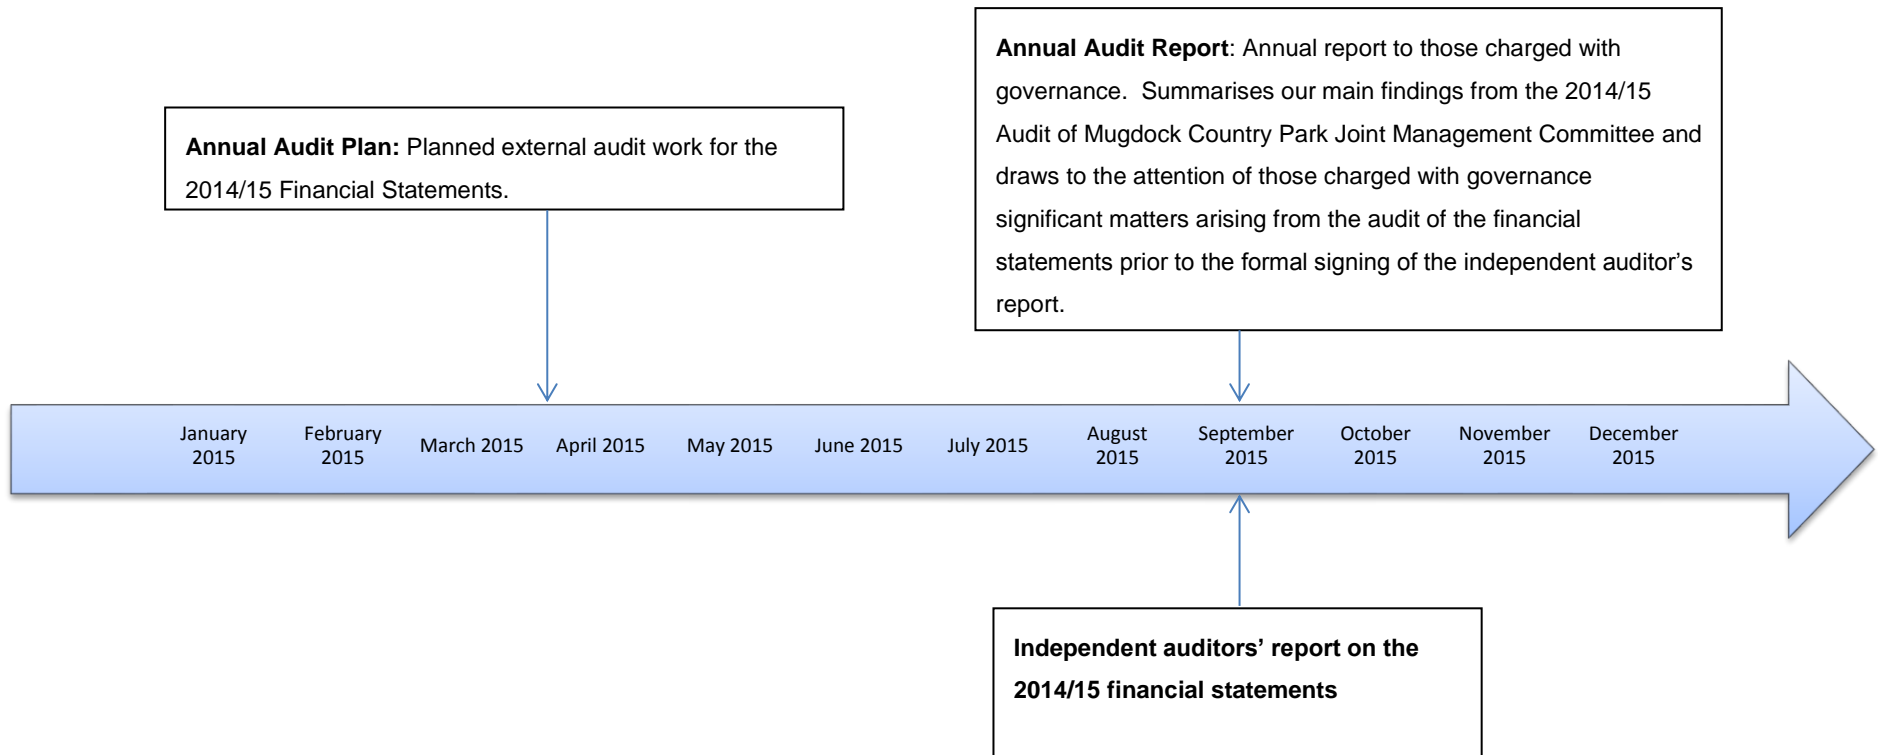 Annual Audit Report: Annual report to those charged with
governance.  Summarises our main findings from the 2014/15
Audit of Mugdock Country Park Joint Management Committee and
draws to the attention of those charged with governance
significant matters arising from the audit of the financial
statements prior to the formal signing of the independent auditor’s
report.
Annual Audit Plan: Planned external audit work for the
2014/15 Financial Statements.
January
2015
February
2015
March 2015
April 2015
May 2015
June 2015
July 2015
August
2015
September
2015
October
2015
November
2015
December
2015
Independent auditors’ report on the
2014/15 financial statements